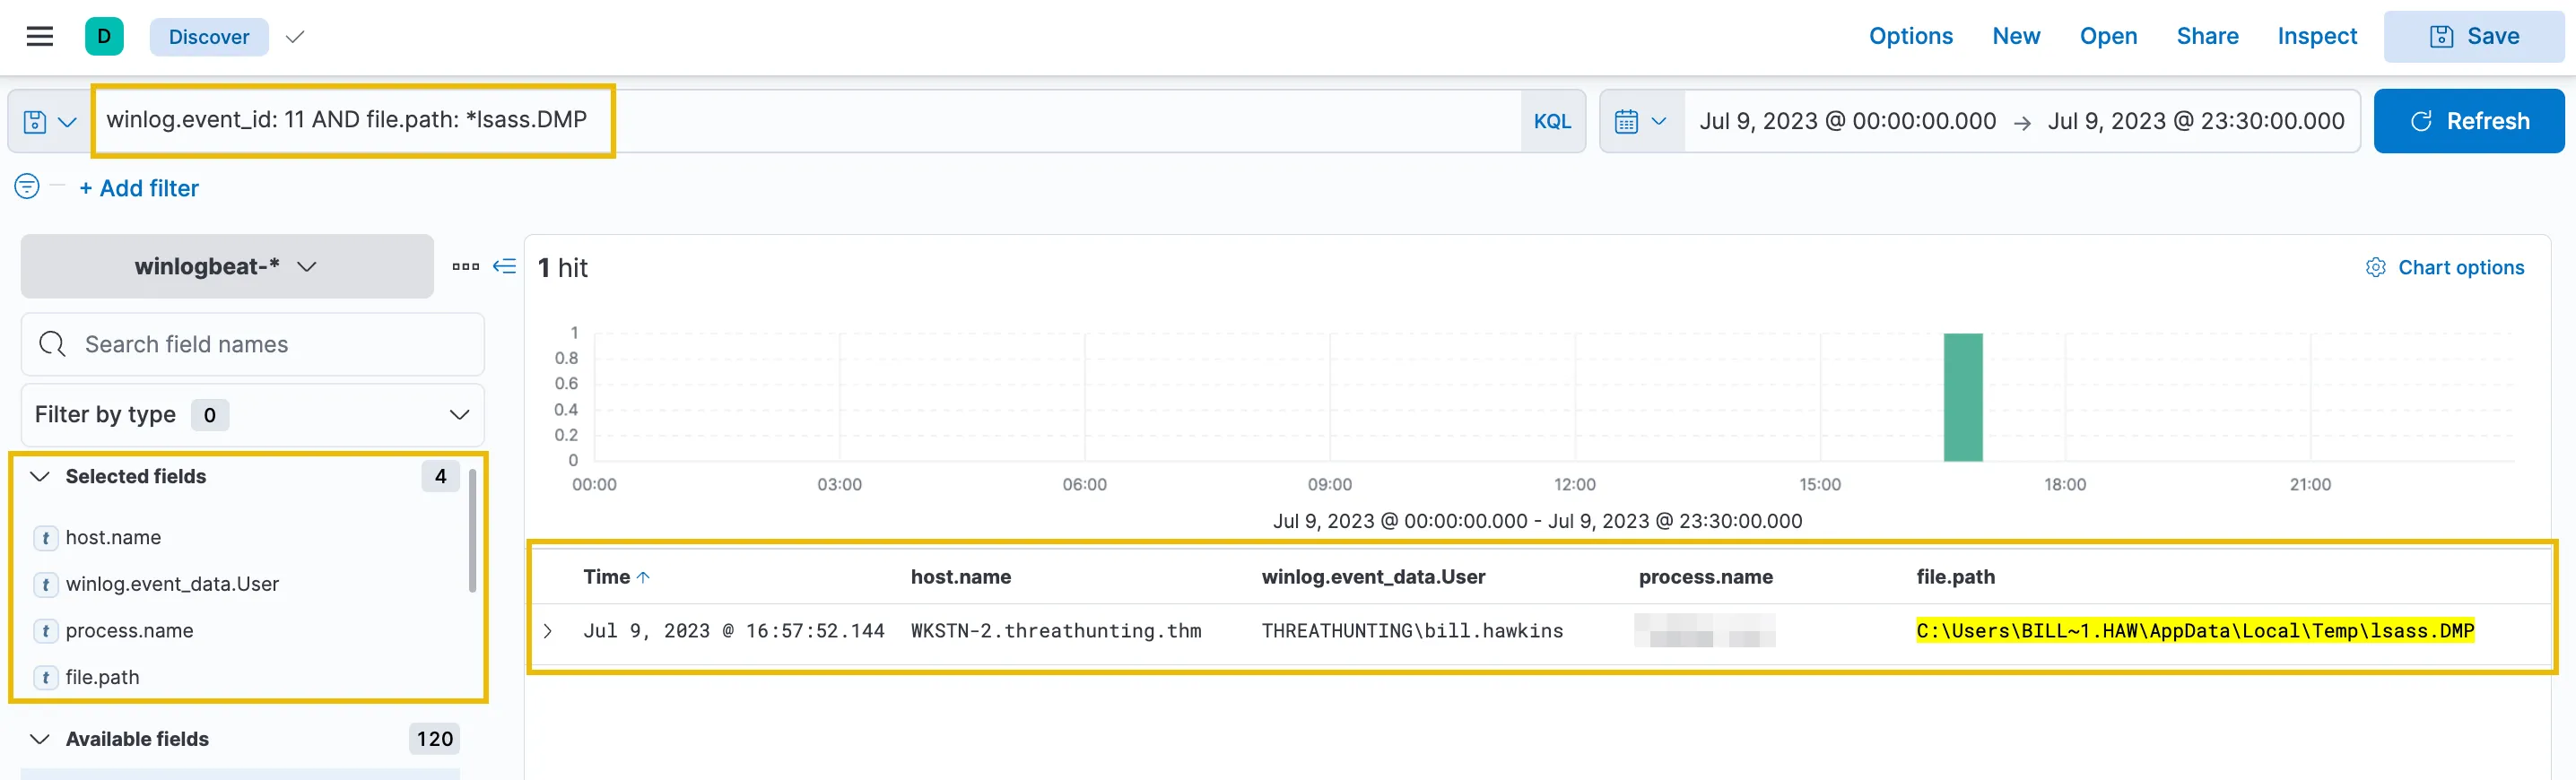 D Discover Options New Open Share Inspect Save
winlog.event_id: 11 AND file.path: *lsass.DMP KQL Jul 9, 2023 @ 00:00:00.000 → Jul 9, 2023 @ 23:30:00.000 Refresh
+ Add filter
winlogbeat-* 1 hit Chart options
Search field names
Filter by type 0
Selected fields 4
host.name
winlog.event_data.User
process.name
file.path
Available fields 120
1
0.8
0.6
0.4
0.2
0
00:00 03:00 06:00 09:00 12:00 15:00 18:00 21:00
Jul 9, 2023 @ 00:00:00.000 - Jul 9, 2023 @ 23:30:00.000
Time ↑ host.name winlog.event_data.User process.name file.path
Jul 9, 2023 @ 16:57:52.144 WKSTN-2.threathunting.thm THREATHUNTING\bill.hawkins C:\Users\BILL~1.HAW\AppData\Local\Temp\lsass.DMP